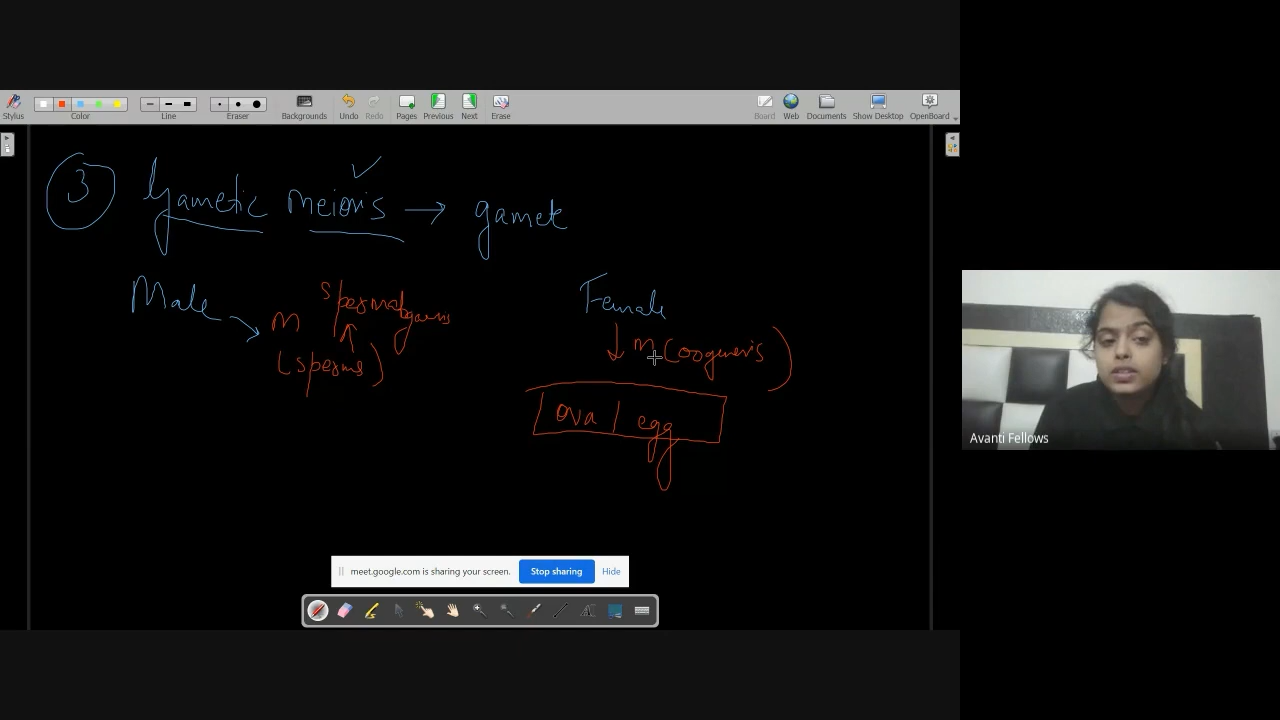 Stylus Color Line Eraser Backgrounds Undo Redo Pages Previous Next Erase Board Web Documents Show Desktop OpenBoard
3 Gametic meiosis → gamete
Male → M
Spermatogenesis
(sperms)
Female
↓ M (oogenesis)
ova / egg
Avanti Fellows
meet.google.com is sharing your screen. Stop sharing Hide